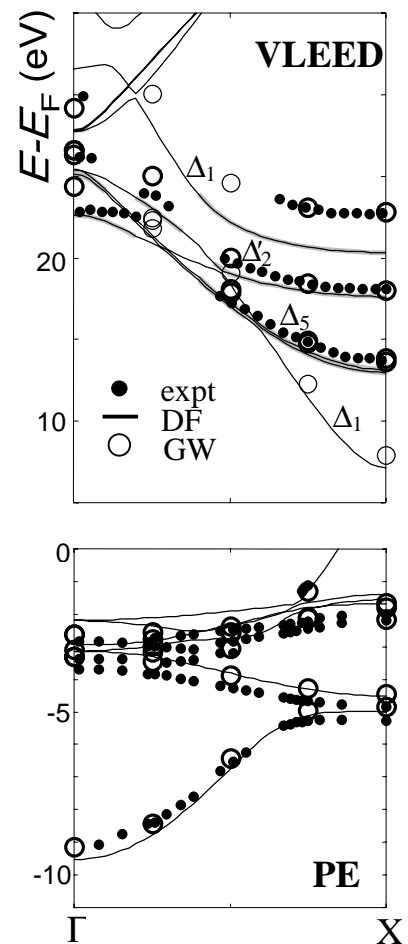 VLEED
E-E_F (eV)
Δ₁
20
Δ'₂
Δ₅
expt
DF
Δ₁
10
GW
0
-5
-10
PE
Γ
X